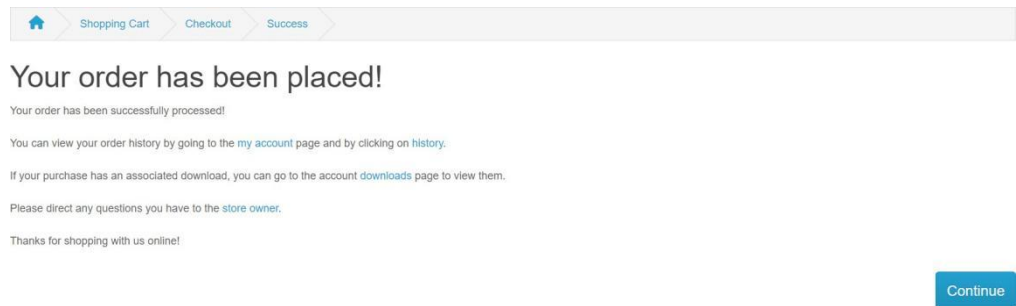 Shopping Cart Checkout Success
Your order has been placed!
Your order has been successfully processed!
You can view your order history by going to the my account page and by clicking on history.
If your purchase has an associated download, you can go to the account downloads page to view them.
Please direct any questions you have to the store owner.
Thanks for shopping with us online!
Continue